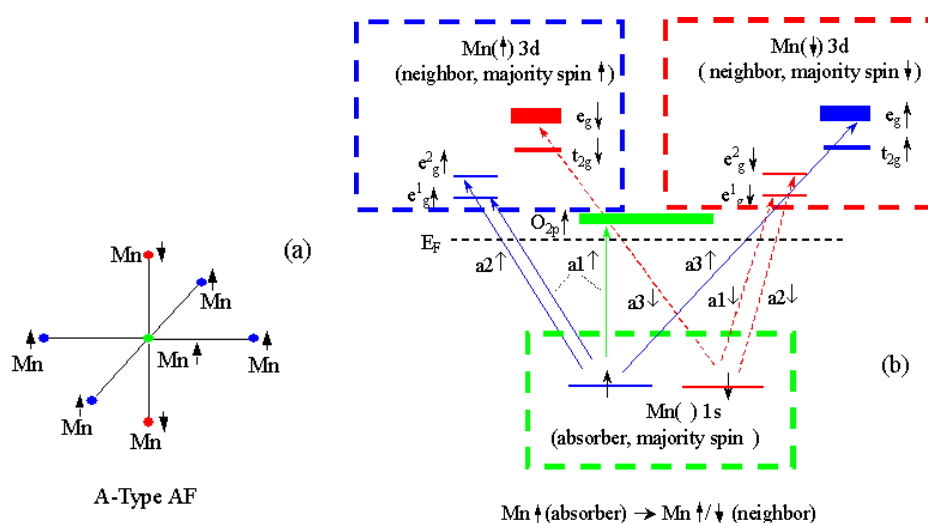 (a)
Mn↓
Mn↑
Mn↑
Mn↑
Mn↑
Mn↑
Mn↓
A-Type AF
Mn(↑) 3d
(neighbor, majority spin ↑)
e_g↓
t_2g↓
e²_g↑
e¹_g↑
Mn(↓) 3d
( neighbor, majority spin ↓)
e_g↑
t_2g↑
e²_g↓
e¹_g↓
O_2p↑
E_F
a2↑
a1↑
a3↓
a3↑
a1↓
a2↓
(b)
Mn( ) 1s
(absorber, majority spin )
Mn↑(absorber) → Mn↑/↓ (neighbor)